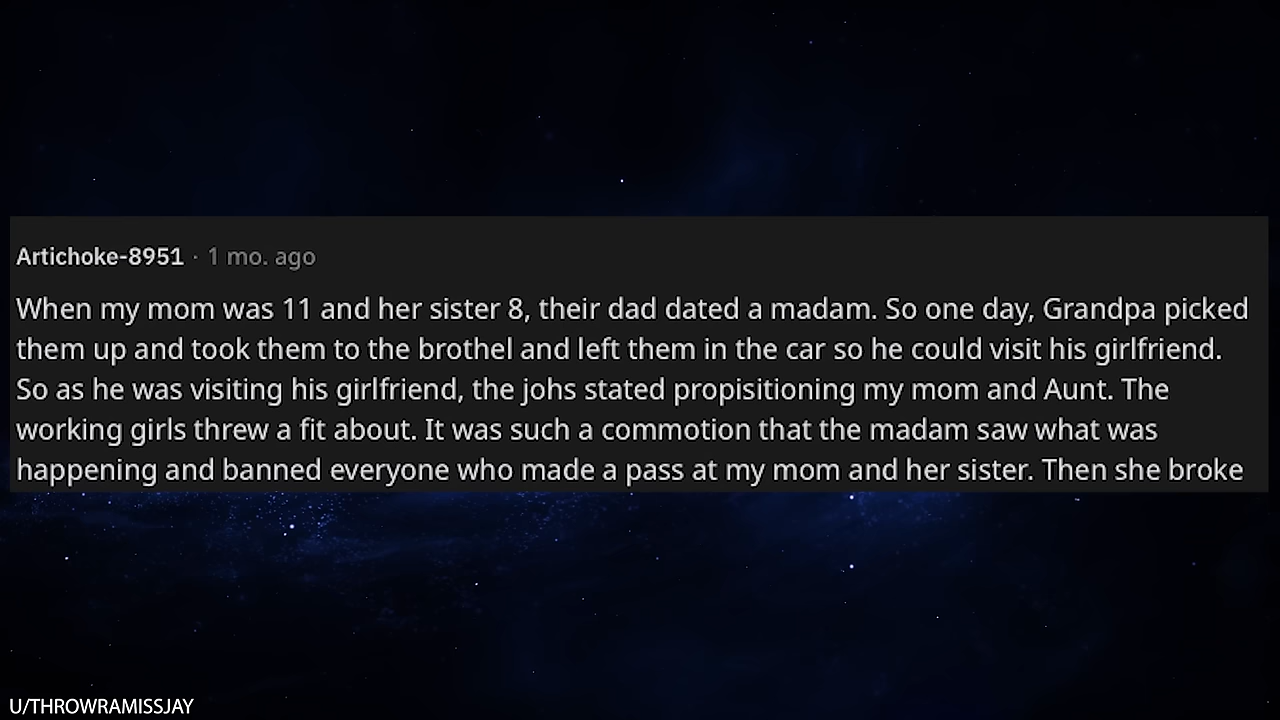 Artichoke-8951 · 1 mo. ago
When my mom was 11 and her sister 8, their dad dated a madam. So one day, Grandpa picked
them up and took them to the brothel and left them in the car so he could visit his girlfriend.
So as he was visiting his girlfriend, the johs stated propisitioning my mom and Aunt. The
working girls threw a fit about. It was such a commotion that the madam saw what was
happening and banned everyone who made a pass at my mom and her sister. Then she broke
U/THROWRAMISSJAY